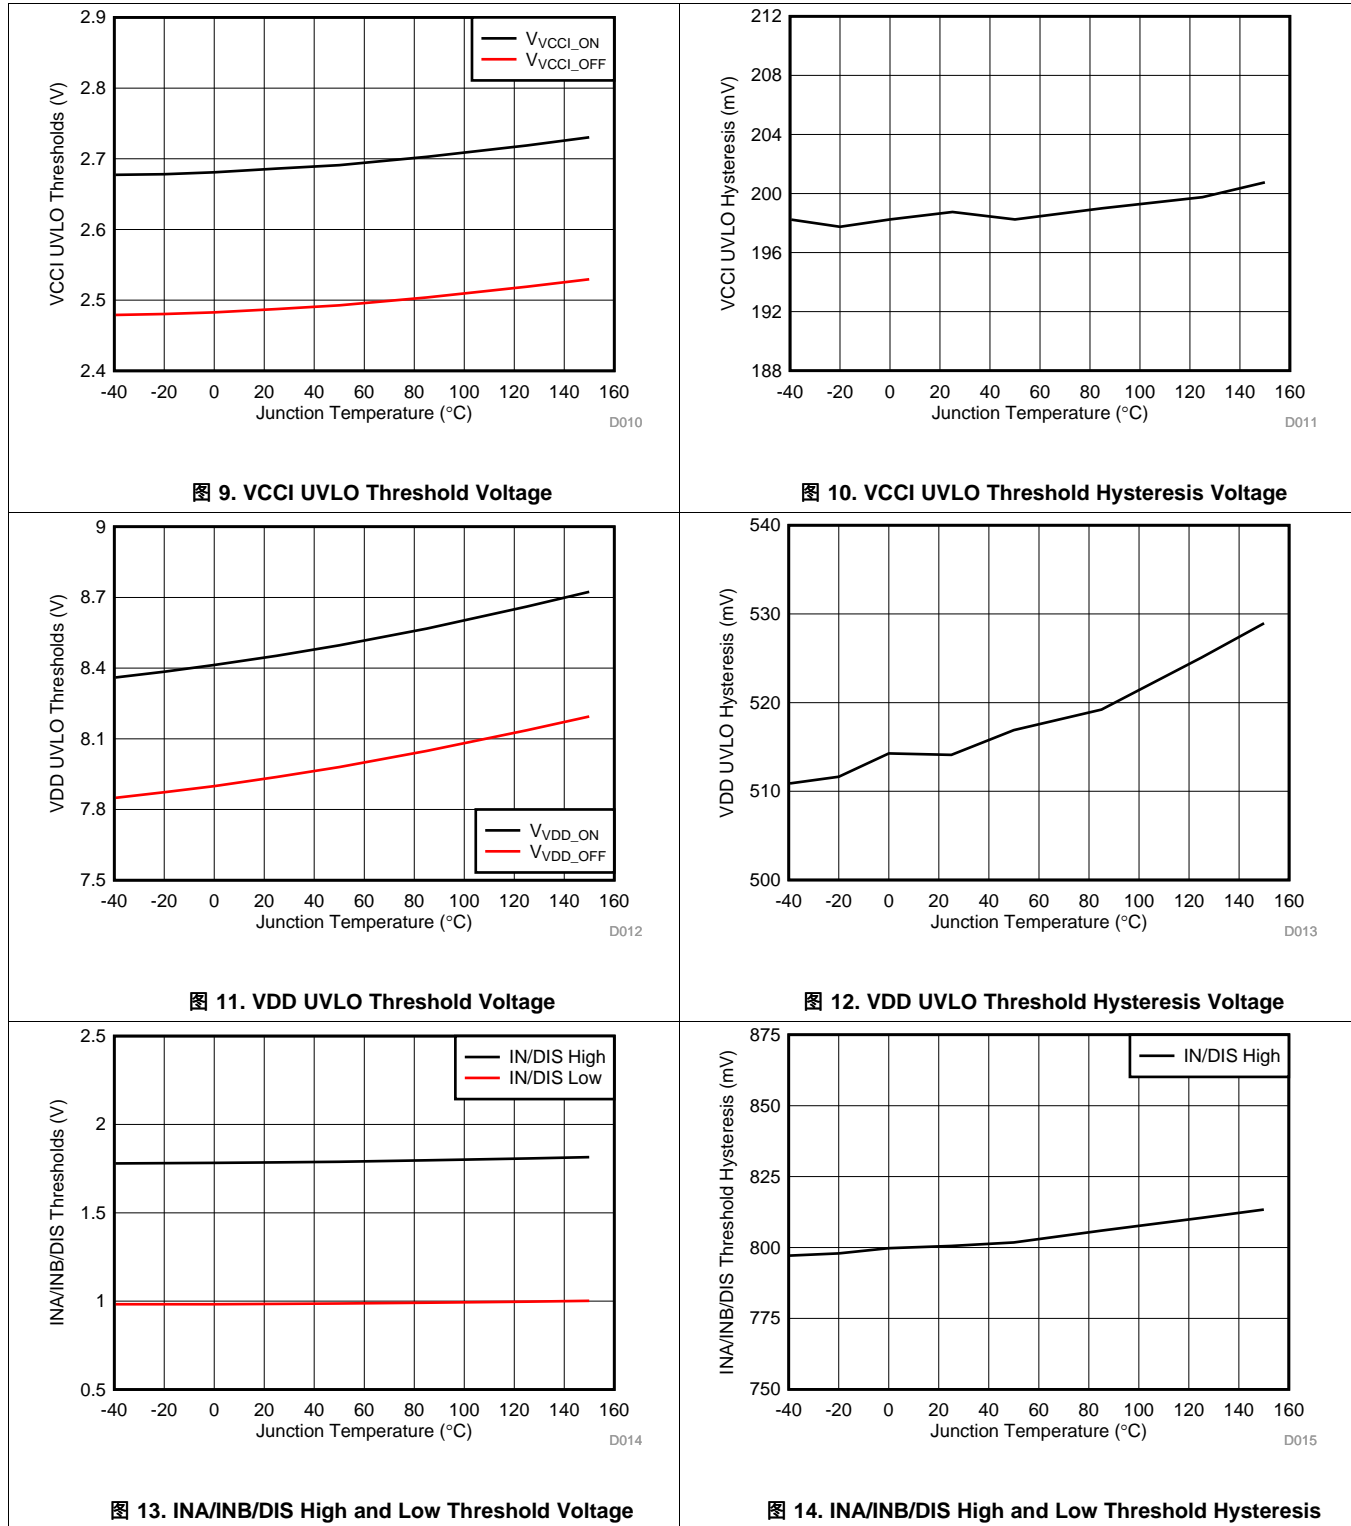 2.9
2.8
2.7
2.6
2.5
2.4
VCCI UVLO Thresholds (V)
VVCCI_ON
VVCCI_OFF
-40 -20 0 20 40 60 80 100 120 140 160
Junction Temperature (°C)
D010
图 9. VCCI UVLO Threshold Voltage
212
208
204
200
196
192
188
VCCI UVLO Hysteresis (mV)
-40 -20 0 20 40 60 80 100 120 140 160
Junction Temperature (°C)
D011
图 10. VCCI UVLO Threshold Hysteresis Voltage
9
8.7
8.4
8.1
7.8
7.5
VDD UVLO Thresholds (V)
VVDD_ON
VVDD_OFF
-40 -20 0 20 40 60 80 100 120 140 160
Junction Temperature (°C)
D012
图 11. VDD UVLO Threshold Voltage
540
530
520
510
500
VDD UVLO Hysteresis (mV)
-40 -20 0 20 40 60 80 100 120 140 160
Junction Temperature (°C)
D013
图 12. VDD UVLO Threshold Hysteresis Voltage
2.5
2
1.5
1
0.5
INA/INB/DIS Thresholds (V)
IN/DIS High
IN/DIS Low
-40 -20 0 20 40 60 80 100 120 140 160
Junction Temperature (°C)
D014
图 13. INA/INB/DIS High and Low Threshold Voltage
875
850
825
800
775
750
INA/INB/DIS Threshold Hysteresis (mV)
IN/DIS High
-40 -20 0 20 40 60 80 100 120 140 160
Junction Temperature (°C)
D015
图 14. INA/INB/DIS High and Low Threshold Hysteresis